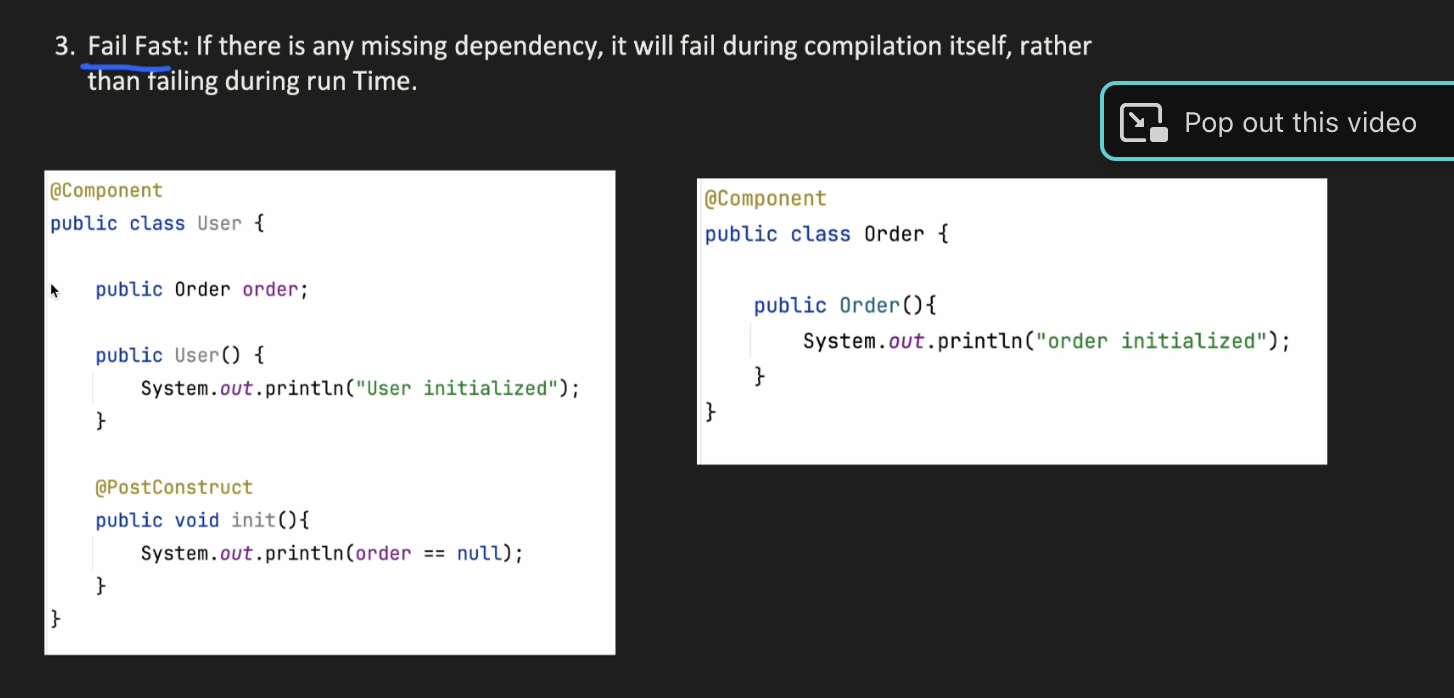 3. Fail Fast: If there is any missing dependency, it will fail during compilation itself, rather
than failing during run Time.
Pop out this video
@Component
public class User {
public Order order;
public User() {
System.out.println("User initialized");
}
@PostConstruct
public void init(){
System.out.println(order == null);
}
}
@Component
public class Order {
public Order(){
System.out.println("order initialized");
}
}